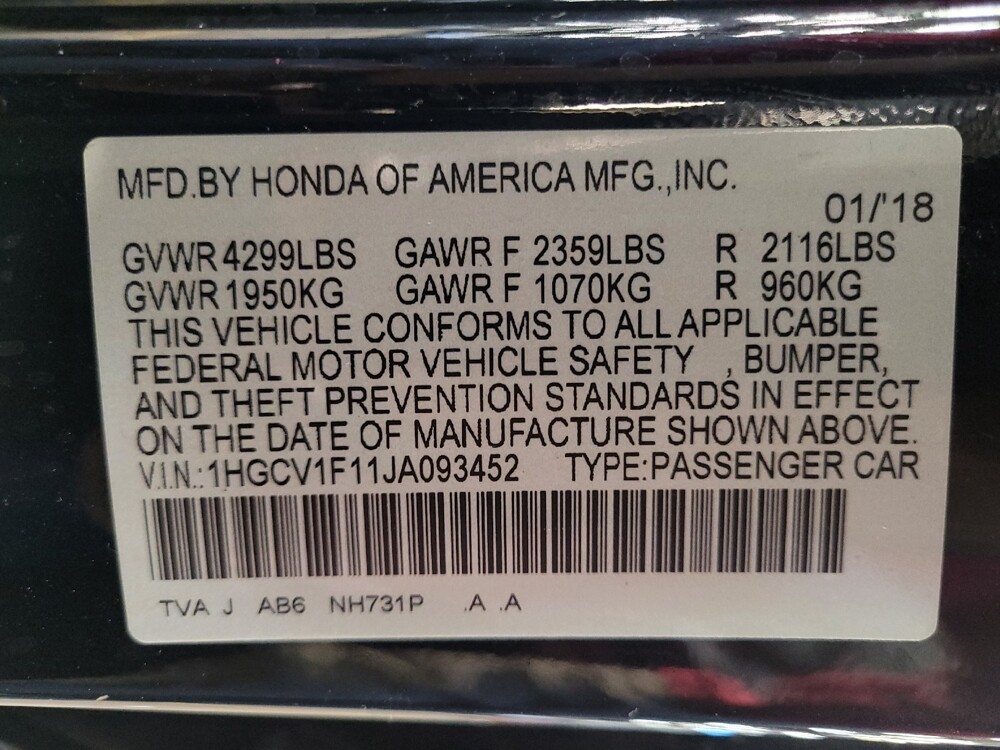 MFD.BY HONDA OF AMERICA MFG.,INC.
01/'18
GVWR 4299LBS GAWR F 2359LBS R 2116LBS
GVWR 1950KG GAWR F 1070KG R 960KG
THIS VEHICLE CONFORMS TO ALL APPLICABLE
FEDERAL MOTOR VEHICLE SAFETY , BUMPER,
AND THEFT PREVENTION STANDARDS IN EFFECT
ON THE DATE OF MANUFACTURE SHOWN ABOVE.
V.I.N.:1HGCV1F11JA093452 TYPE:PASSENGER CAR
TVA J AB6 NH731P .A .A